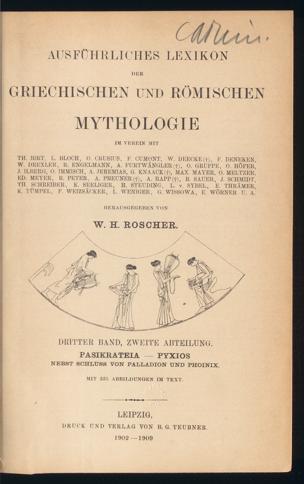 AUSFÜHRLICHES LEXIKON
DER
GRIECHISCHEN UND RÖMISCHEN
MYTHOLOGIE
IM VEREIN MIT
TH. BIRT, L. BLOCH, O. CRUSIUS, F. CUMONT, W. DEECKE (†), F. DENEKEN,
W. DREXLER, R. ENGELMANN, A. FURTWÄNGLER (†), O. GRUPPE, O. HÖFER,
J. ILBERG, O. IMMISCH, A. JEREMIAS, G. KNAACK (†), MAX. MAYER, O. MELTZER,
ED. MEYER, R. PETER, A. PREUNER (†), A. RAPP (†), B. SAUER, J. SCHMIDT,
TH. SCHREIBER, K. SEELIGER, H. STEUDING, L. v. SYBEL, E. THRÄMER,
K. TÜMPEL, P. WEIZSÄCKER, L. WENIGER, G. WISSOWA, E. WÖRNER U. A.
HERAUSGEGEBEN VON
W. H. ROSCHER.
DRITTER BAND, ZWEITE ABTEILUNG.
PASIKRATEIA — PYXIOS
NEBST SCHLUSS VON PALLADION UND PHOINIX.
MIT ABBILDUNGEN IM TEXT.
LEIPZIG,
DRUCK UND VERLAG VON B. G. TEUBNER.
1902—1909